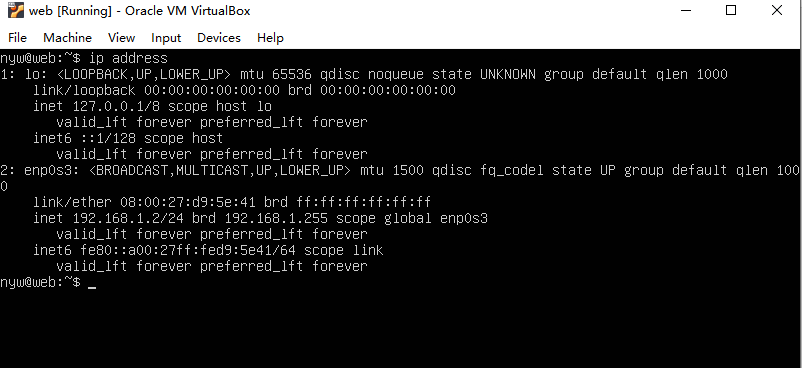 web [Running] - Oracle VM VirtualBox
File Machine View Input Devices Help
nyw@web:~$ ip address
1: lo: <LOOPBACK,UP,LOWER_UP> mtu 65536 qdisc noqueue state UNKNOWN group default qlen 1000
    link/loopback 00:00:00:00:00:00 brd 00:00:00:00:00:00
    inet 127.0.0.1/8 scope host lo
       valid_lft forever preferred_lft forever
    inet6 ::1/128 scope host
       valid_lft forever preferred_lft forever
2: enp0s3: <BROADCAST,MULTICAST,UP,LOWER_UP> mtu 1500 qdisc fq_codel state UP group default qlen 100
0
    link/ether 08:00:27:d9:5e:41 brd ff:ff:ff:ff:ff:ff
    inet 192.168.1.2/24 brd 192.168.1.255 scope global enp0s3
       valid_lft forever preferred_lft forever
    inet6 fe80::a00:27ff:fed9:5e41/64 scope link
       valid_lft forever preferred_lft forever
nyw@web:~$ _